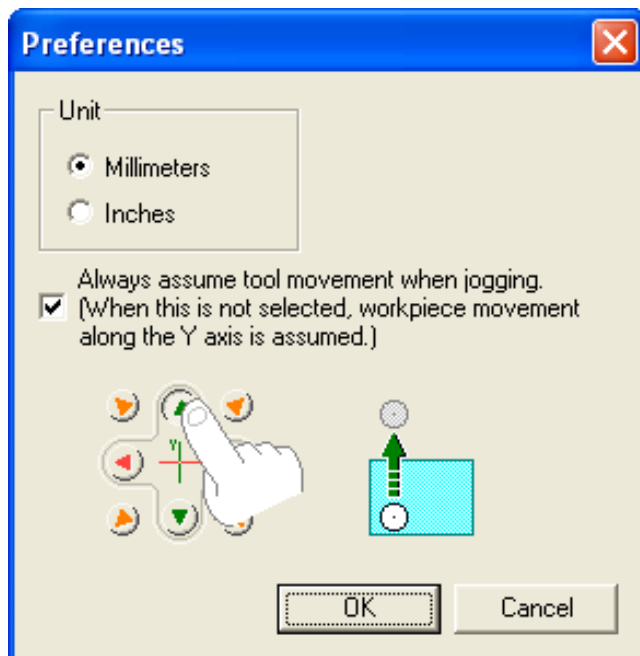 Preferences
Unit
Millimeters
Inches
Always assume tool movement when jogging.
(When this is not selected, workpiece movement
along the Y axis is assumed.)
Y
OK
Cancel